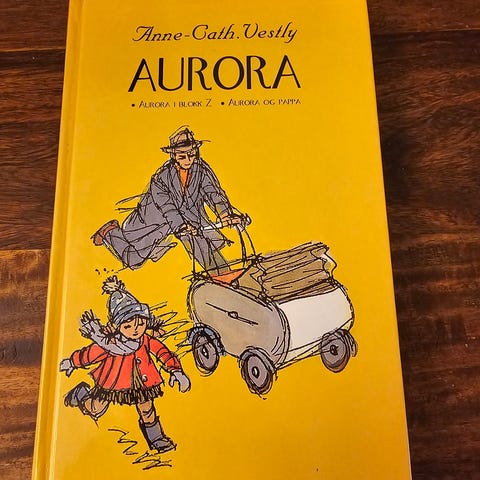 Anne-Cath. Vestly
AURORA
• AURORA I BLOKK Z • AURORA OG PAPPA